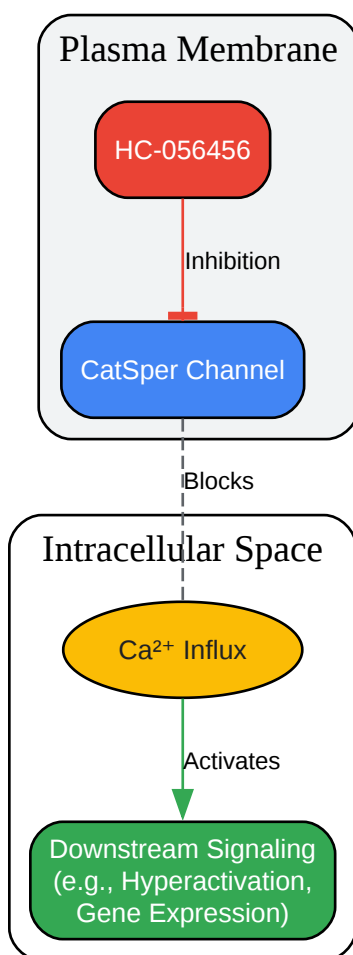 Plasma Membrane
HC-056456
Inhibition
CatSper Channel
Blocks
Intracellular Space
Ca²⁺ Influx
Activates
Downstream Signaling
(e.g., Hyperactivation,
Gene Expression)